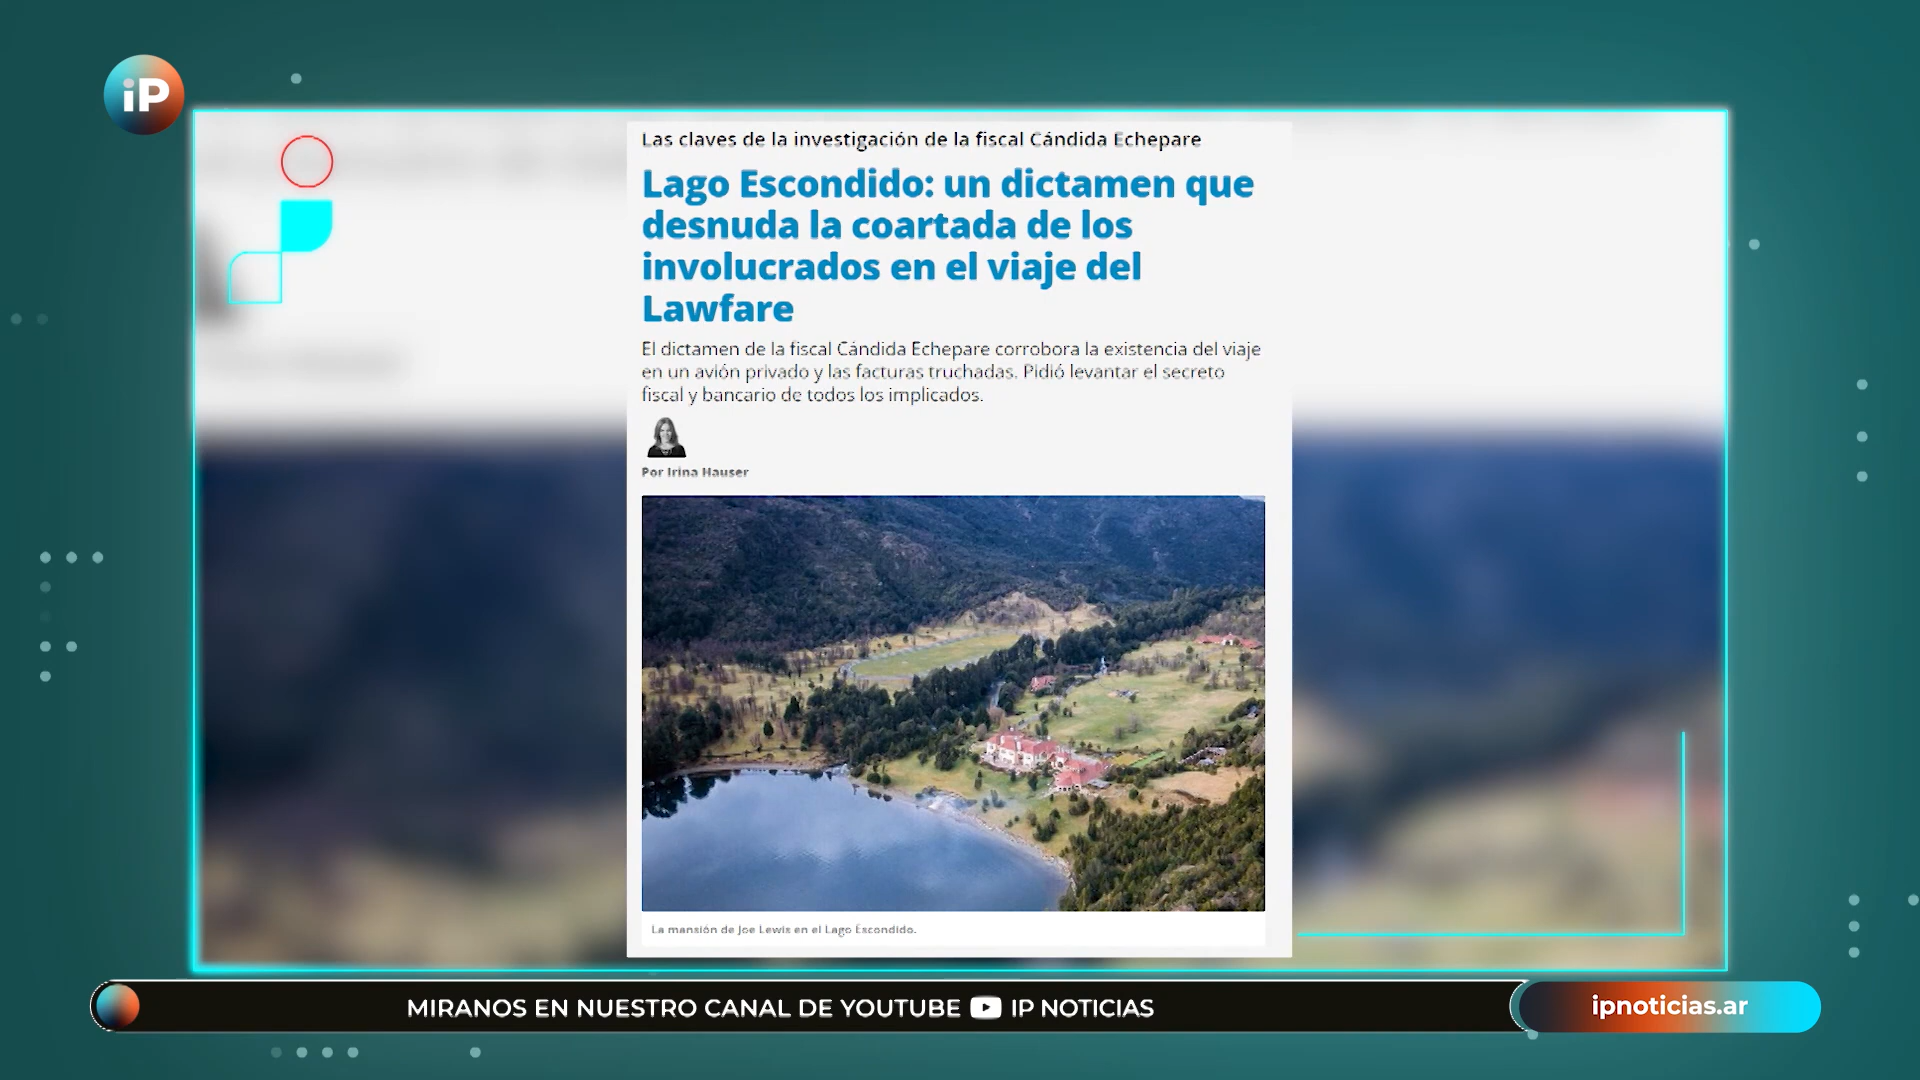 iP
Las claves de la investigación de la fiscal Cándida Echepare
Lago Escondido: un dictamen que
desnuda la coartada de los
involucrados en el viaje del
Lawfare
El dictamen de la fiscal Cándida Echepare corrobora la existencia del viaje
en un avión privado y las facturas truchadas. Pidió levantar el secreto
fiscal y bancario de todos los implicados.
Por Irina Hauser
La mansión de Joe Lewis en el Lago Escondido.
MIRANOS EN NUESTRO CANAL DE YOUTUBE IP NOTICIAS
ipnoticias.ar